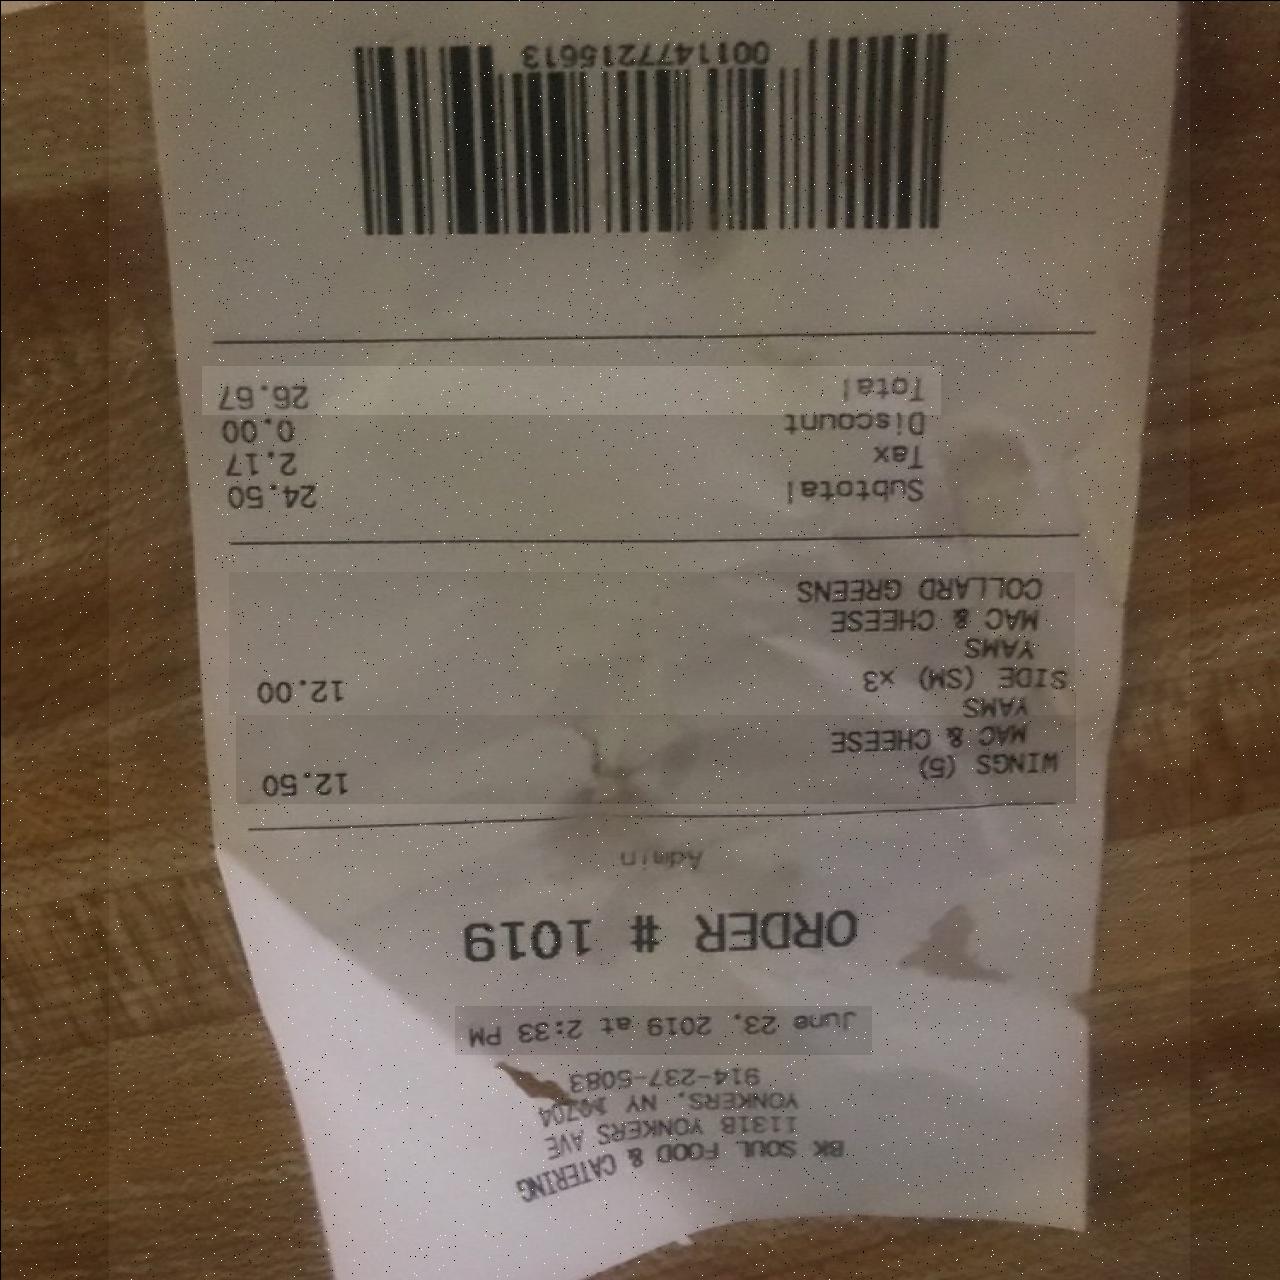 BK SOUL FOOD & CATERING
1131B YONKERS AVE
YONKERS, NY 10704
914-237-5083
June 23, 2019 at 2:33 PM
ORDER # 1019
Admin
WINGS (5) 12.50
MAC & CHEESE
YAMS
SIDE (SM) x3 12.00
YAMS
MAC & CHEESE
COLLARD GREENS
Subtotal 24.50
Tax 2.17
Discount 0.00
Total 26.67
0011477215613